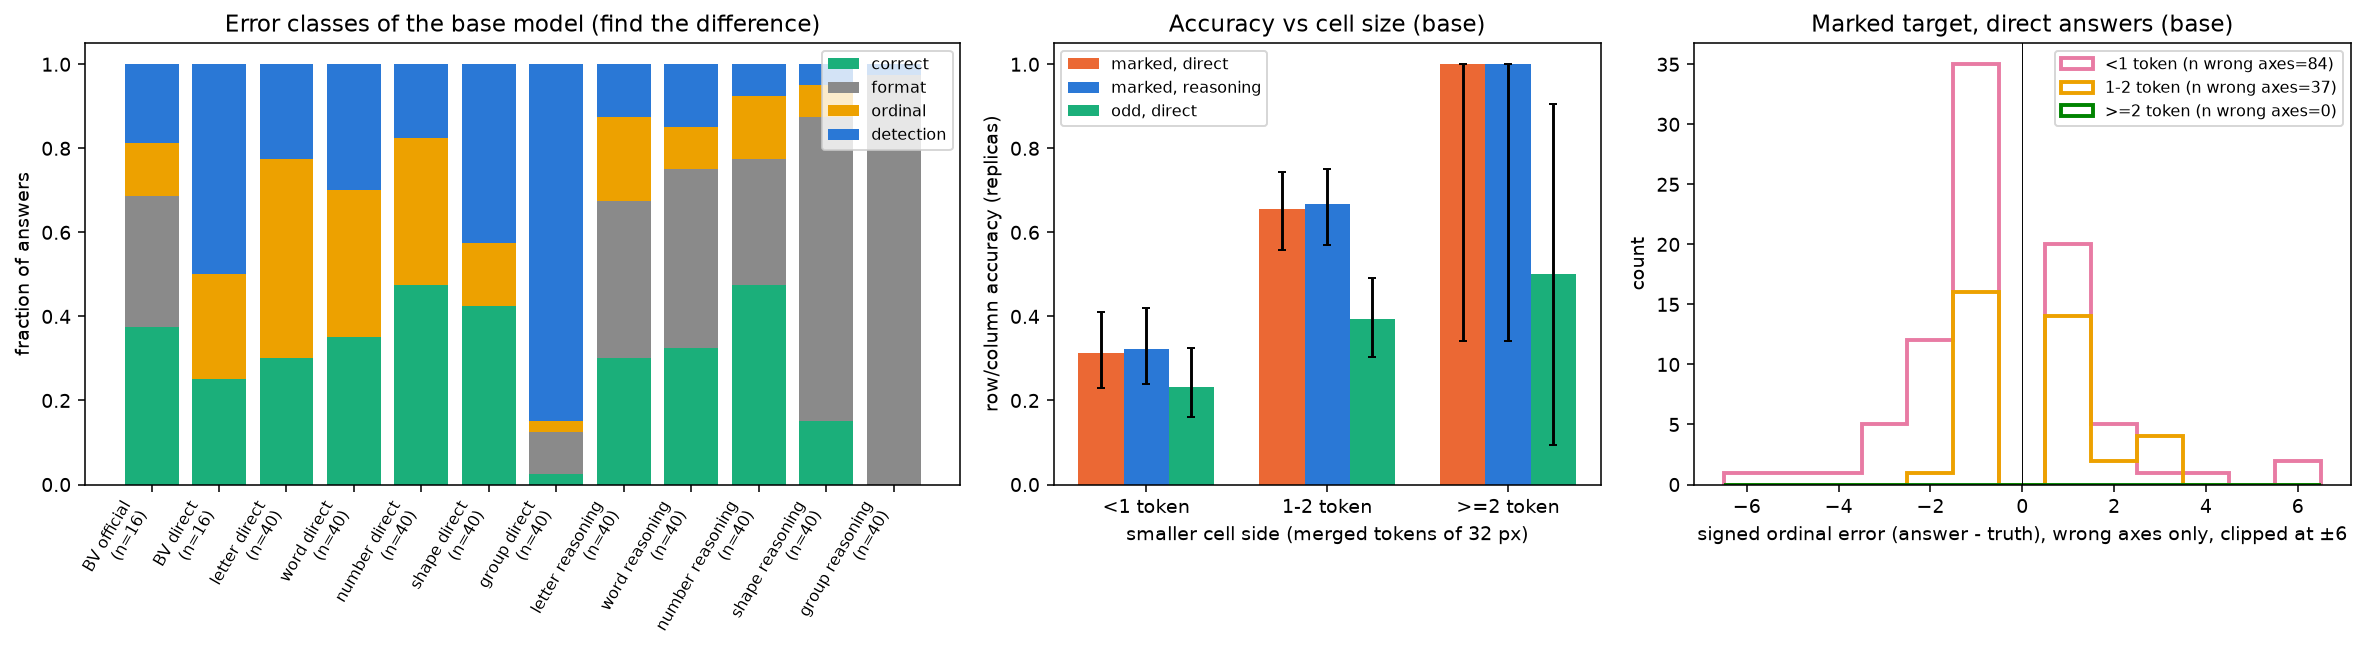 Error classes of the base model (find the difference)
fraction of answers
1.0
0.8
0.6
0.4
0.2
0.0
correct
format
ordinal
detection
BV official
(n=16)
BV direct
(n=16)
letter direct
(n=40)
word direct
(n=40)
number direct
(n=40)
shape direct
(n=40)
group direct
(n=40)
letter reasoning
(n=40)
word reasoning
(n=40)
number reasoning
(n=40)
shape reasoning
(n=40)
group reasoning
(n=40)
Accuracy vs cell size (base)
row/column accuracy (replicas)
1.0
0.8
0.6
0.4
0.2
0.0
marked, direct
marked, reasoning
odd, direct
<1 token
1-2 token
>=2 token
smaller cell side (merged tokens of 32 px)
Marked target, direct answers (base)
count
35
30
25
20
15
10
5
0
<1 token (n wrong axes=84)
1-2 token (n wrong axes=37)
>=2 token (n wrong axes=0)
−6
−4
−2
0
2
4
6
signed ordinal error (answer - truth), wrong axes only, clipped at ±6